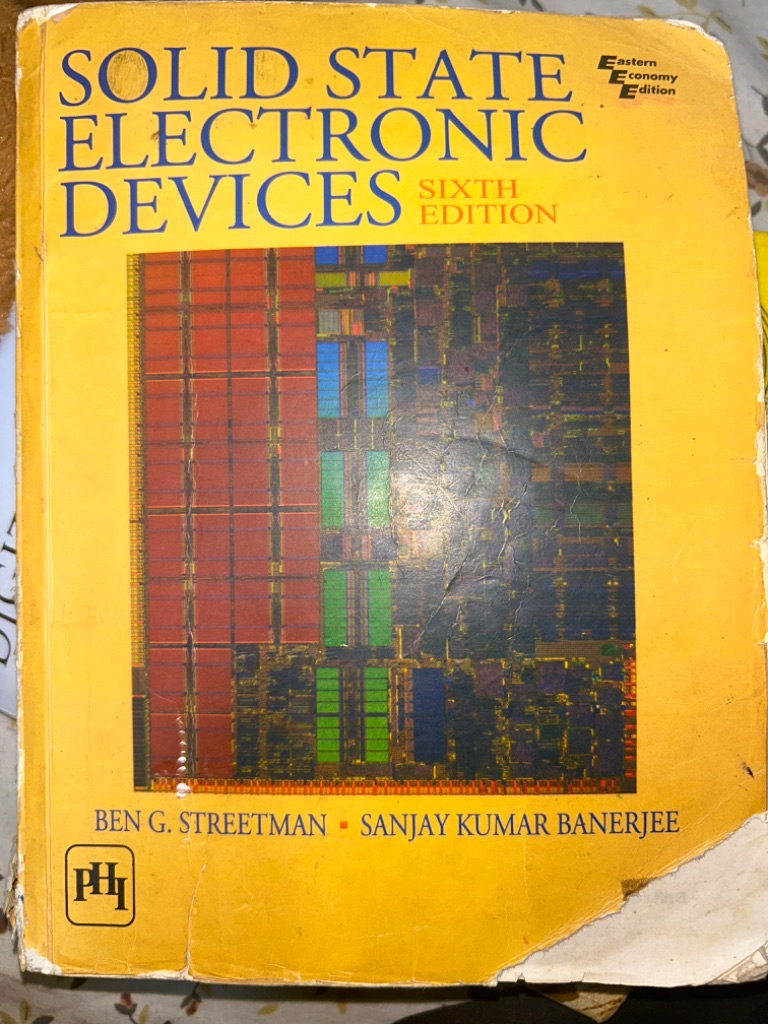 SOLID STATE
ELECTRONIC
DEVICES
SIXTH
EDITION
Eastern
Economy
Edition
BEN G. STREETMAN ▪ SANJAY KUMAR BANERJEE
PHI